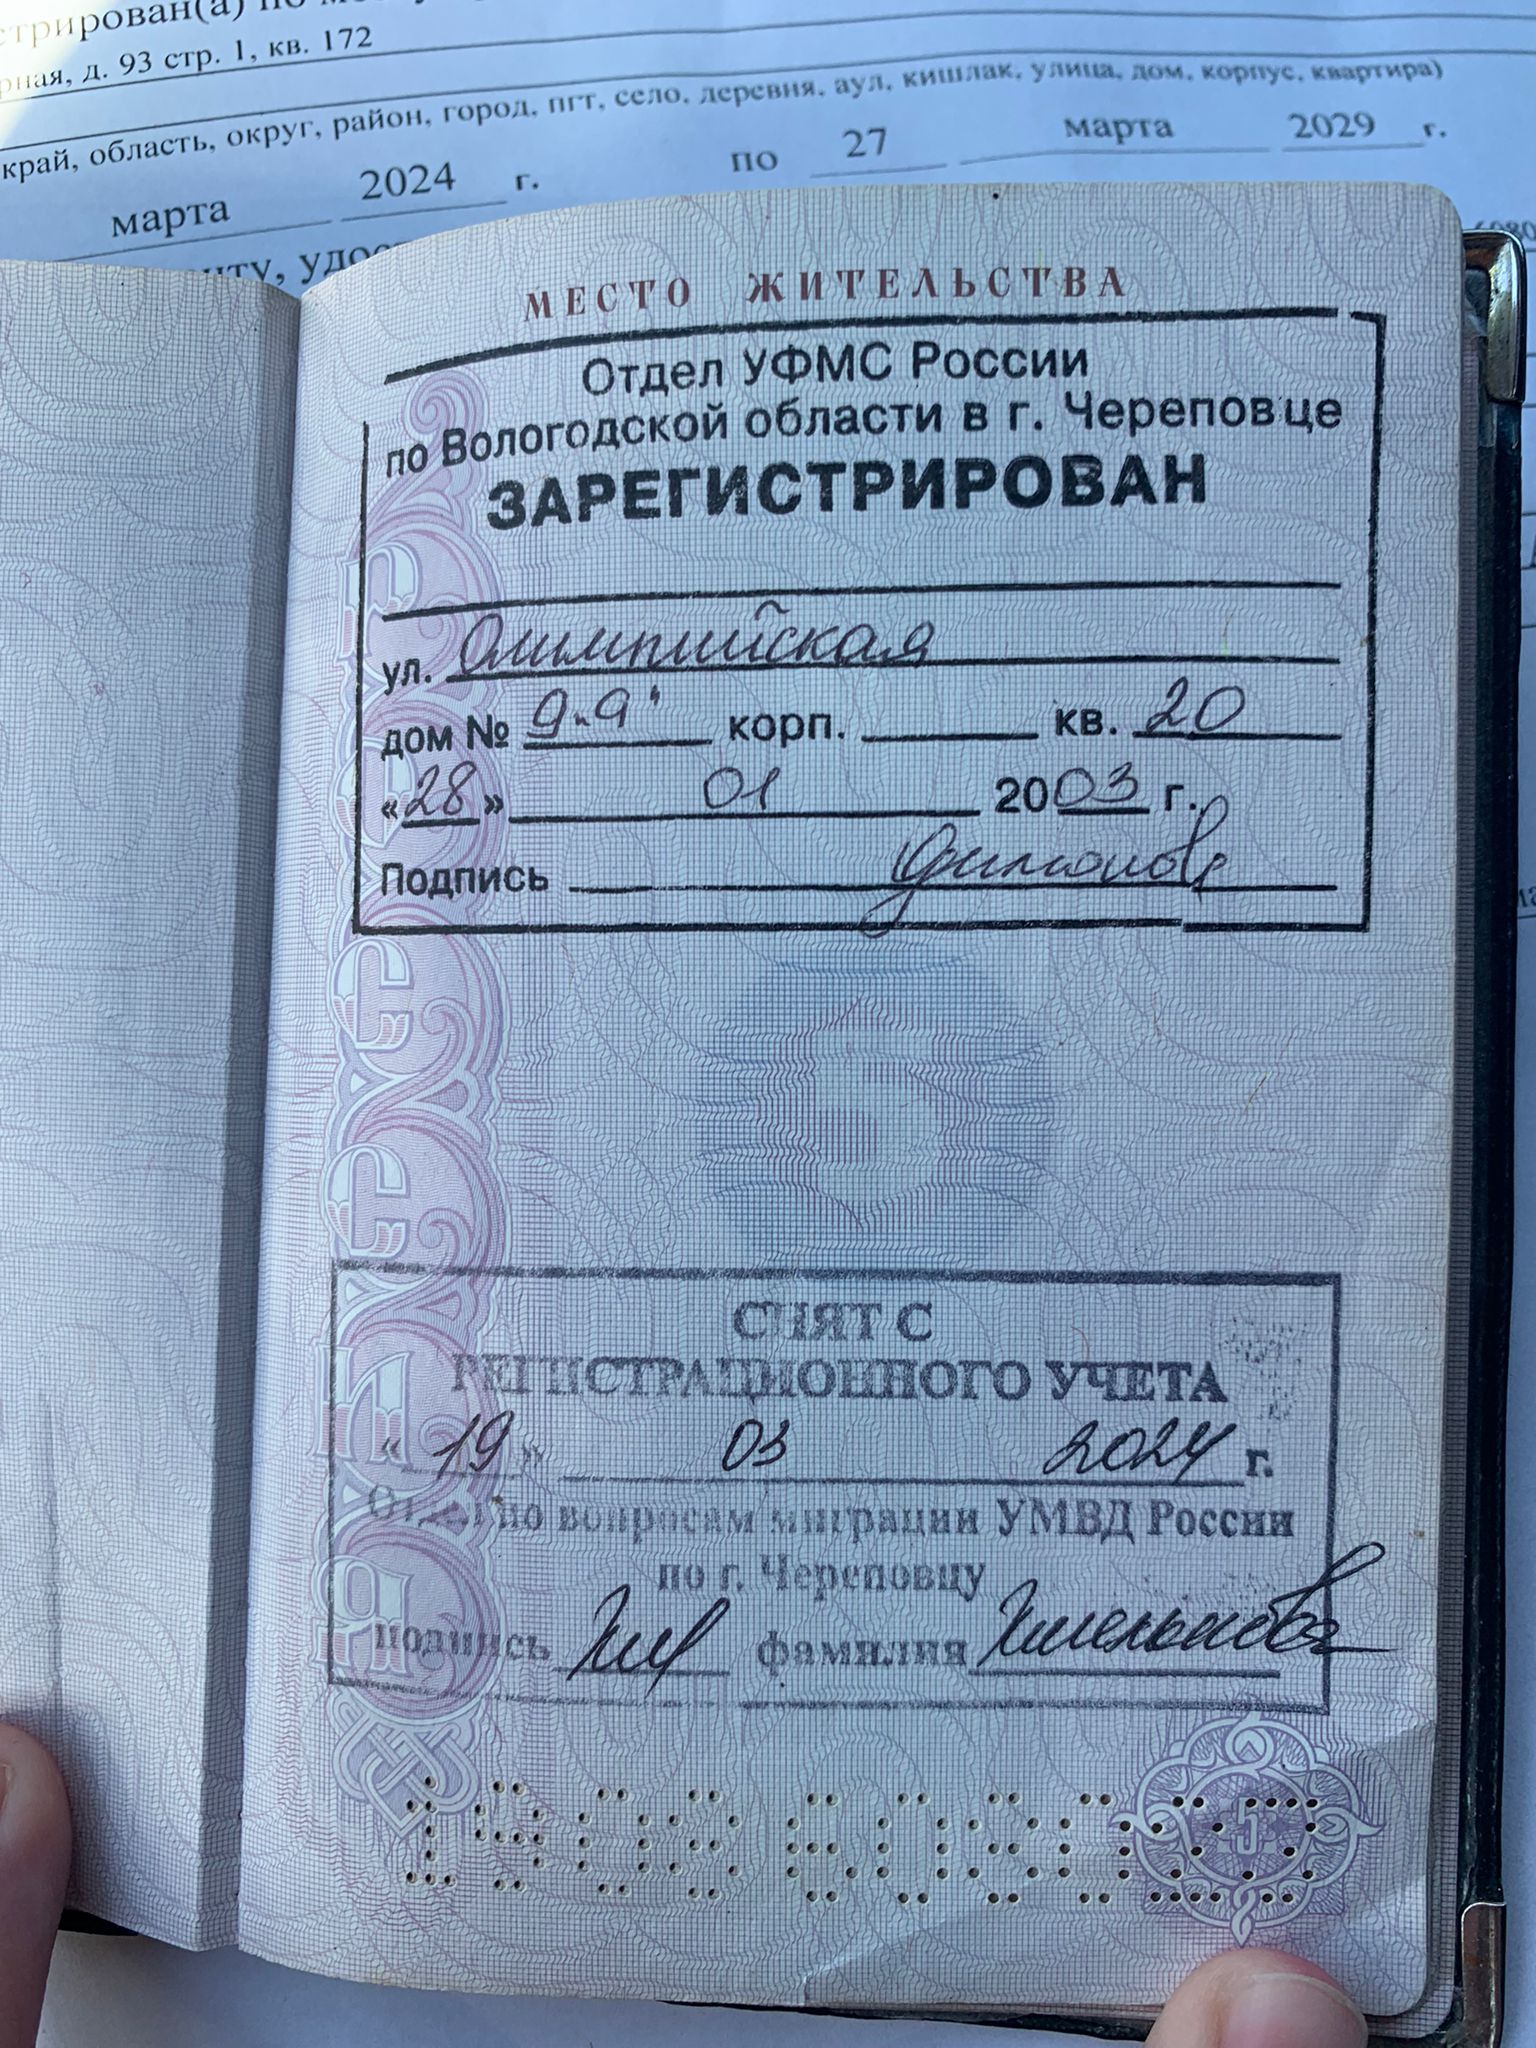 рная, д. 93 стр. 1, кв. 172
край, область, округ, район, город, пгт, село, деревня, аул, кишлак, улица, дом, корпус, квартира)
марта 2024 г. по 27 марта 2029 г.
МЕСТО ЖИТЕЛЬСТВА
Отдел УФМС России
по Вологодской области в г. Череповце
ЗАРЕГИСТРИРОВАН
ул. Олимпийская
дом № 9 „А" корп. кв. 20
«28» 01 2003 г.
Подпись
СНЯТ С
РЕГИСТРАЦИОННОГО УЧЕТА
«19» 03 2024 г.
Отдел по вопросам миграции УМВД России
по г. Череповцу
подпись фамилия Хмелькова
5